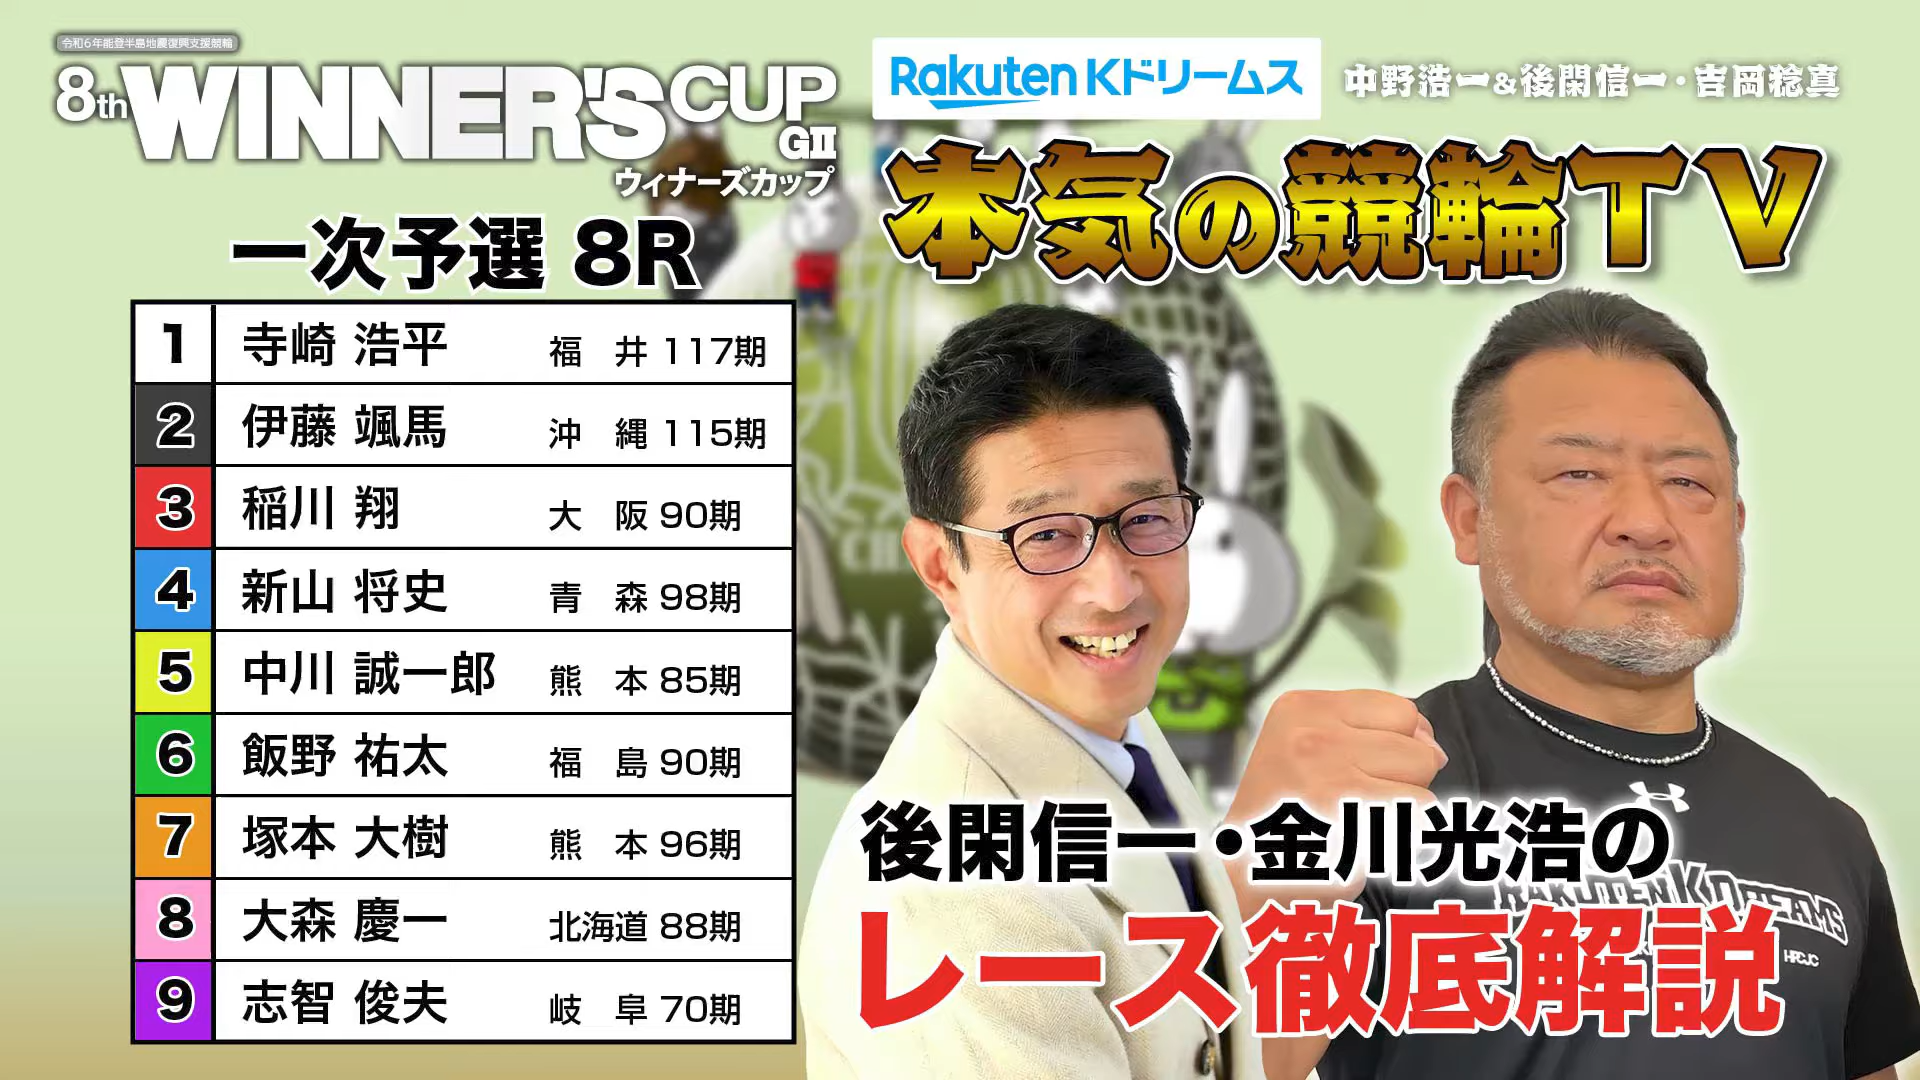 令和6年能登半島地震復興支援競輪
8th WINNER'S CUP GII
ウィナーズカップ
一次予選 8R
1 寺崎 浩平 福 井 117期
2 伊藤 颯馬 沖 縄 115期
3 稲川 翔 大 阪 90期
4 新山 将史 青 森 98期
5 中川 誠一郎 熊 本 85期
6 飯野 祐太 福 島 90期
7 塚本 大樹 熊 本 96期
8 大森 慶一 北海道 88期
9 志智 俊夫 岐 阜 70期
Rakuten Kドリームス
中野浩一&後閑信一・吉岡稔真
本気の競輪TV
後閑信一・金川光浩の
レース徹底解説
RAKUTEN K DREAMS
HPCJC